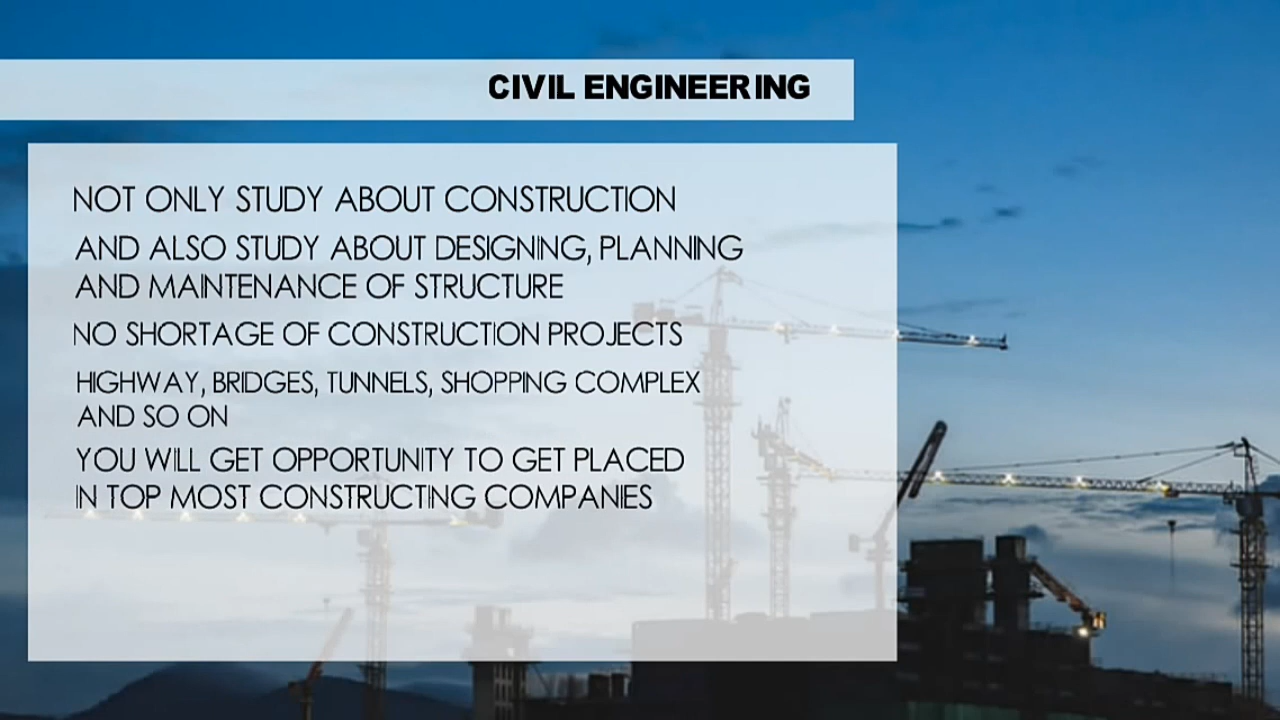 CIVIL ENGINEERING
NOT ONLY STUDY ABOUT CONSTRUCTION
AND ALSO STUDY ABOUT DESIGNING, PLANNING
AND MAINTENANCE OF STRUCTURE
NO SHORTAGE OF CONSTRUCTION PROJECTS
HIGHWAY, BRIDGES, TUNNELS, SHOPPING COMPLEX
AND SO ON
YOU WILL GET OPPORTUNITY TO GET PLACED
IN TOP MOST CONSTRUCTING COMPANIES